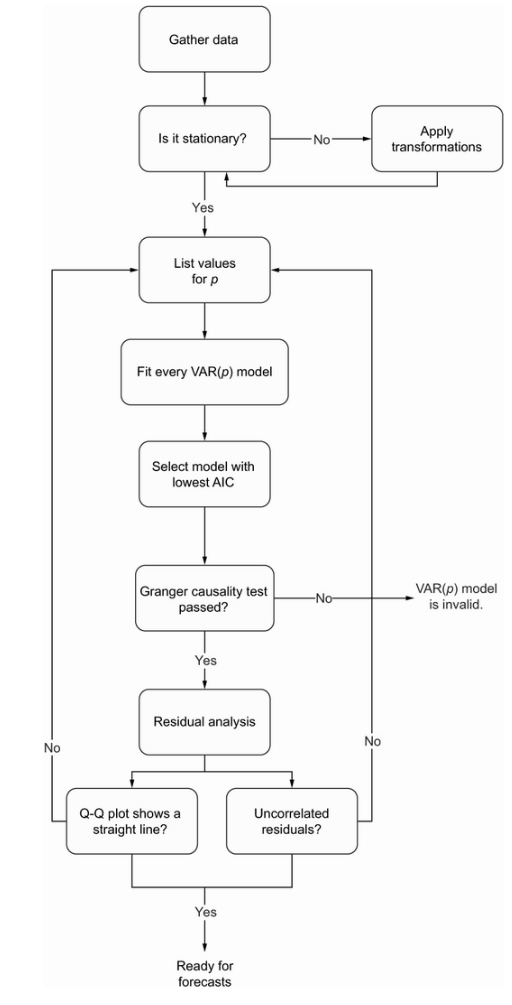 Gather data
Is it stationary?
No
Apply
transformations
Yes
List values
for p
Fit every VAR(p) model
Select model with
lowest AIC
Granger causality test
passed?
No
VAR(p) model
is invalid.
Yes
Residual analysis
No
No
Q-Q plot shows a
straight line?
Uncorrelated
residuals?
Yes
Ready for
forecasts